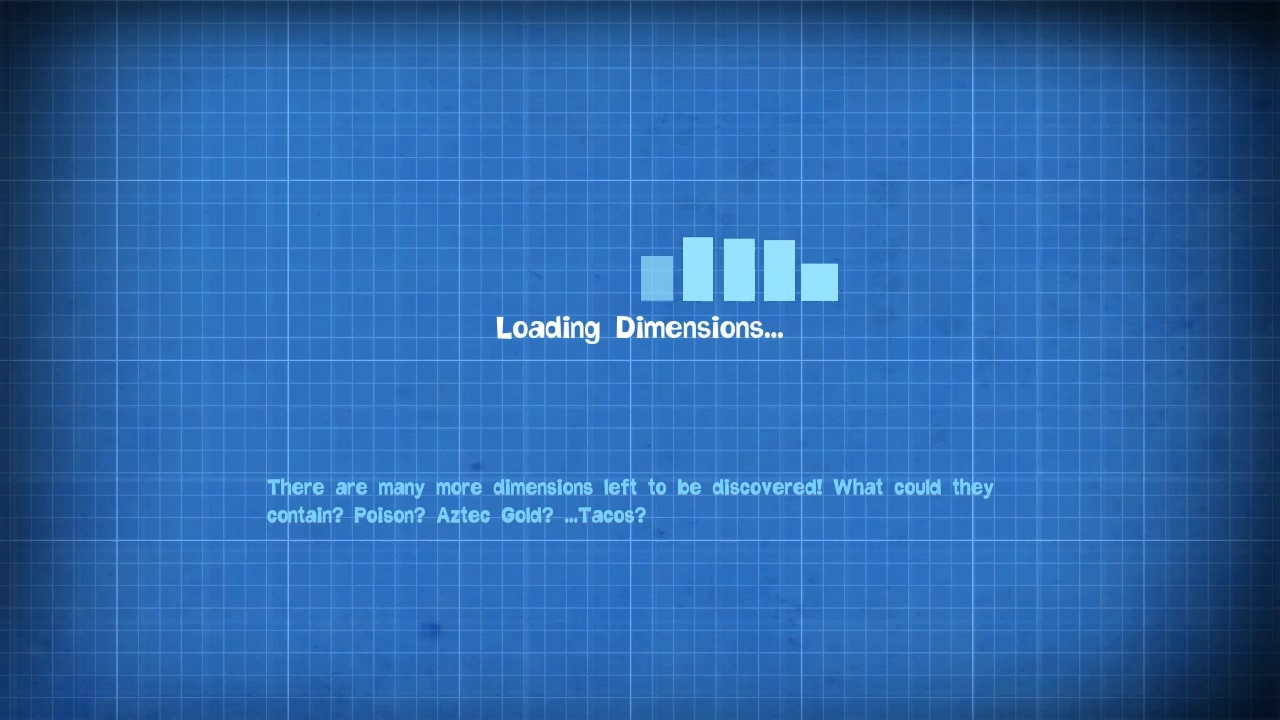 Loading Dimensions...
There are many more dimensions left to be discovered! What could they
contain? Poison? Aztec Gold? ...Tacos?